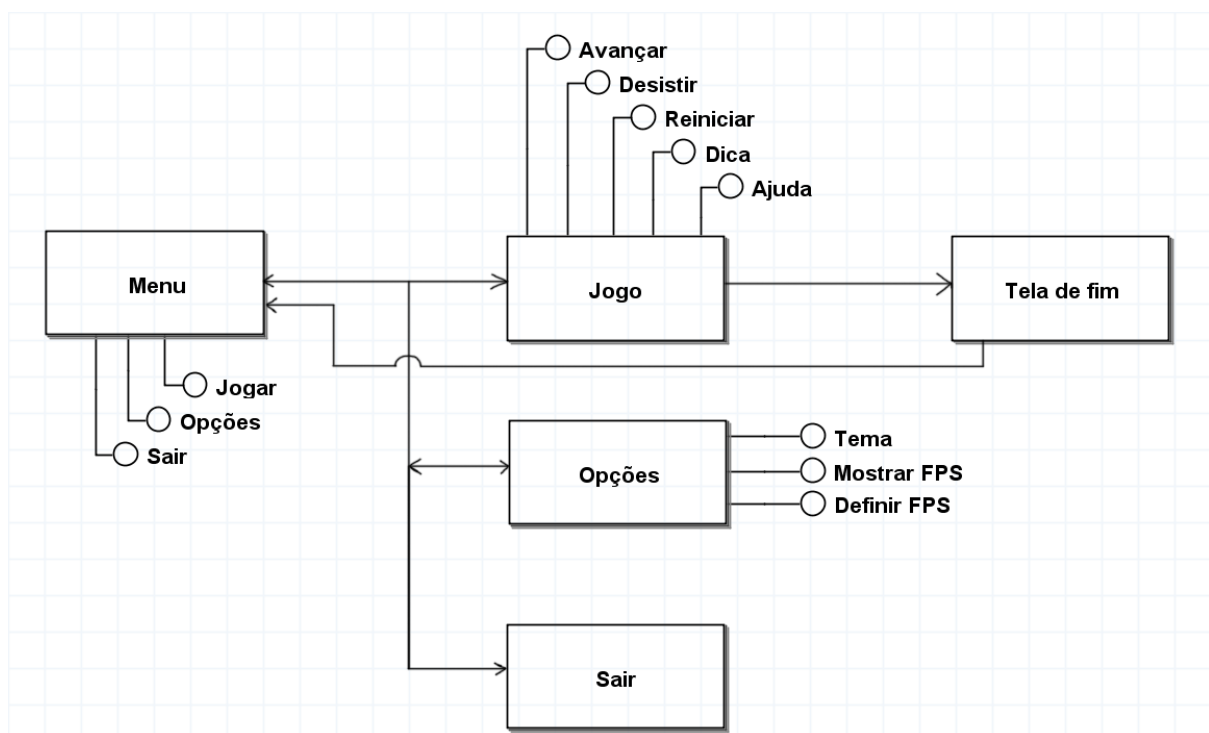 Avançar
Desistir
Reiniciar
Dica
Ajuda
Menu
Jogo
Tela de fim
Jogar
Opções
Sair
Opções
Tema
Mostrar FPS
Definir FPS
Sair